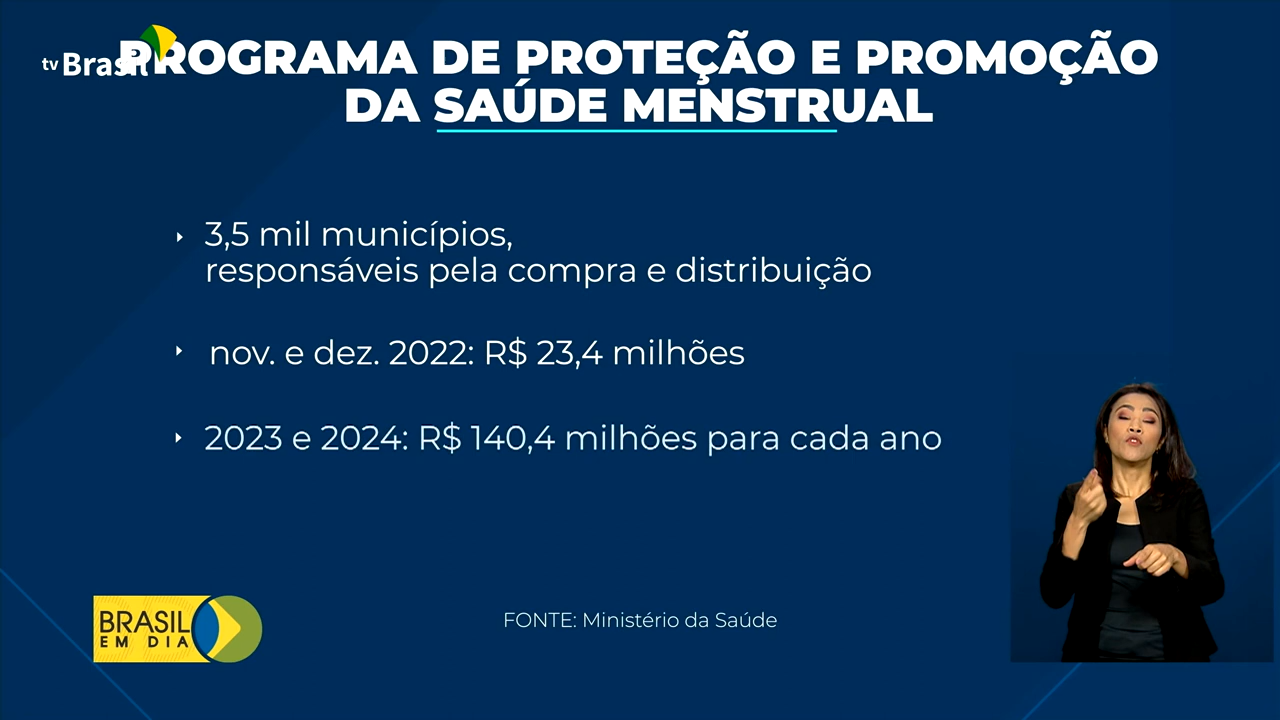 tv Brasil
PROGRAMA DE PROTEÇÃO E PROMOÇÃO
DA SAÚDE MENSTRUAL
3,5 mil municípios,
responsáveis pela compra e distribuição
nov. e dez. 2022: R$ 23,4 milhões
2023 e 2024: R$ 140,4 milhões para cada ano
BRASIL
EM DIA
FONTE: Ministério da Saúde